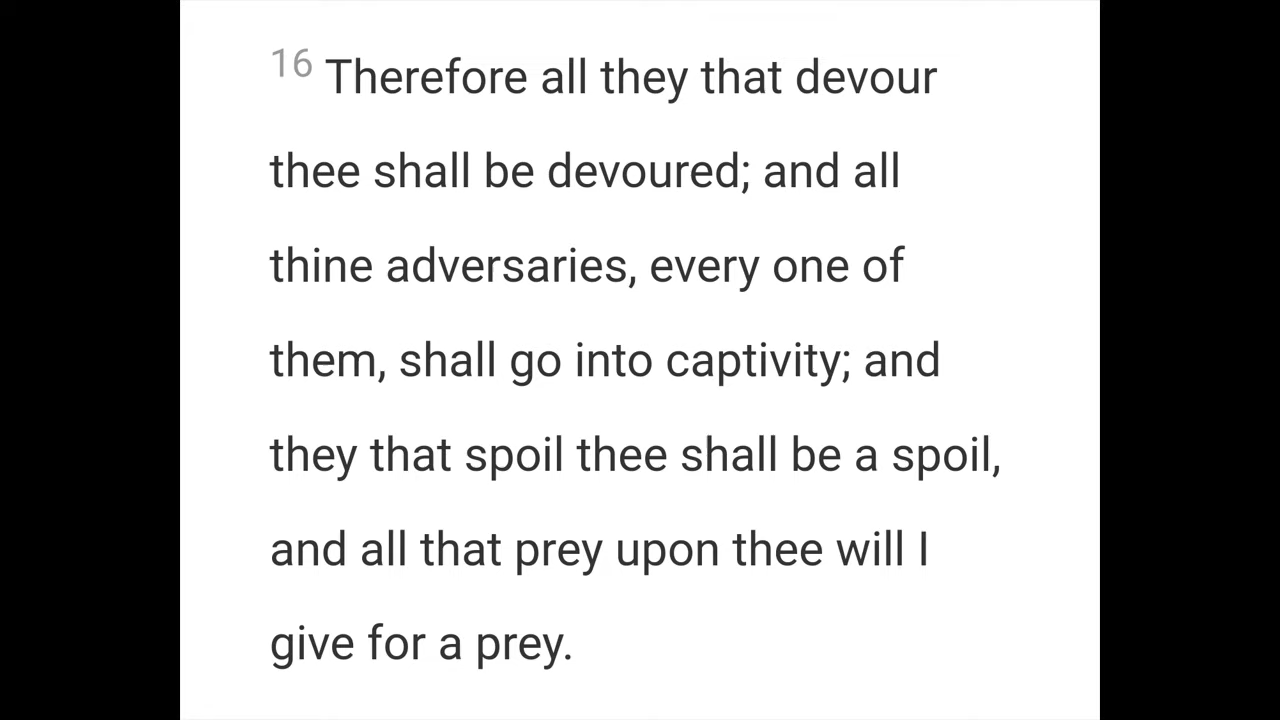 16 Therefore all they that devour
thee shall be devoured; and all
thine adversaries, every one of
them, shall go into captivity; and
they that spoil thee shall be a spoil,
and all that prey upon thee will I
give for a prey.